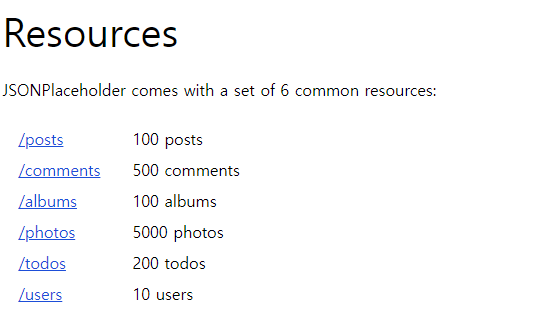 Resources
JSONPlaceholder comes with a set of 6 common resources:
/posts 100 posts
/comments 500 comments
/albums 100 albums
/photos 5000 photos
/todos 200 todos
/users 10 users